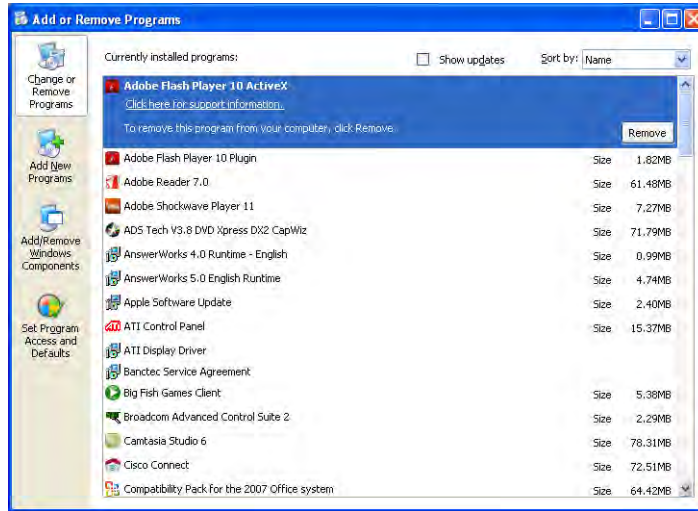 Add or Remove Programs
Change or
Remove
Programs
Add New
Programs
Add/Remove
Windows
Components
Set Program
Access and
Defaults
Currently installed programs:
Show updates
Sort by: Name
Adobe Flash Player 10 ActiveX
Click here for support information.
To remove this program from your computer, click Remove.
Remove
Adobe Flash Player 10 Plugin Size 1.82MB
Adobe Reader 7.0 Size 61.48MB
Adobe Shockwave Player 11 Size 7.27MB
ADS Tech V3.8 DVD Xpress DX2 CapWiz Size 71.79MB
AnswerWorks 4.0 Runtime - English Size 0.99MB
AnswerWorks 5.0 English Runtime Size 4.74MB
Apple Software Update Size 2.40MB
ATI Control Panel Size 15.37MB
ATI Display Driver
Banctec Service Agreement
Big Fish Games Client Size 5.38MB
Broadcom Advanced Control Suite 2 Size 2.29MB
Camtasia Studio 6 Size 78.31MB
Cisco Connect Size 72.51MB
Compatibility Pack for the 2007 Office system Size 64.42MB